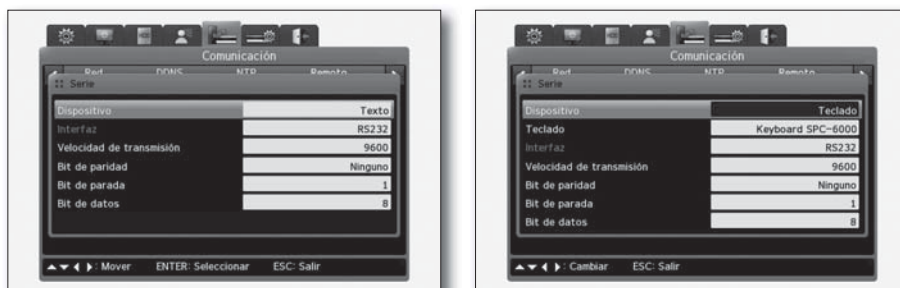 Comunicación
Red DDNS NTP Remoto
Serie
Dispositivo Texto
Interfaz RS232
Velocidad de transmisión 9600
Bit de paridad Ninguno
Bit de parada 1
Bit de datos 8
: Mover ENTER: Seleccionar ESC: Salir
Comunicación
Red DDNS NTP Remoto
Serie
Dispositivo Teclado
Teclado Keyboard SPC-6000
Interfaz RS232
Velocidad de transmisión 9600
Bit de paridad Ninguno
Bit de parada 1
Bit de datos 8
: Cambiar ESC: Salir